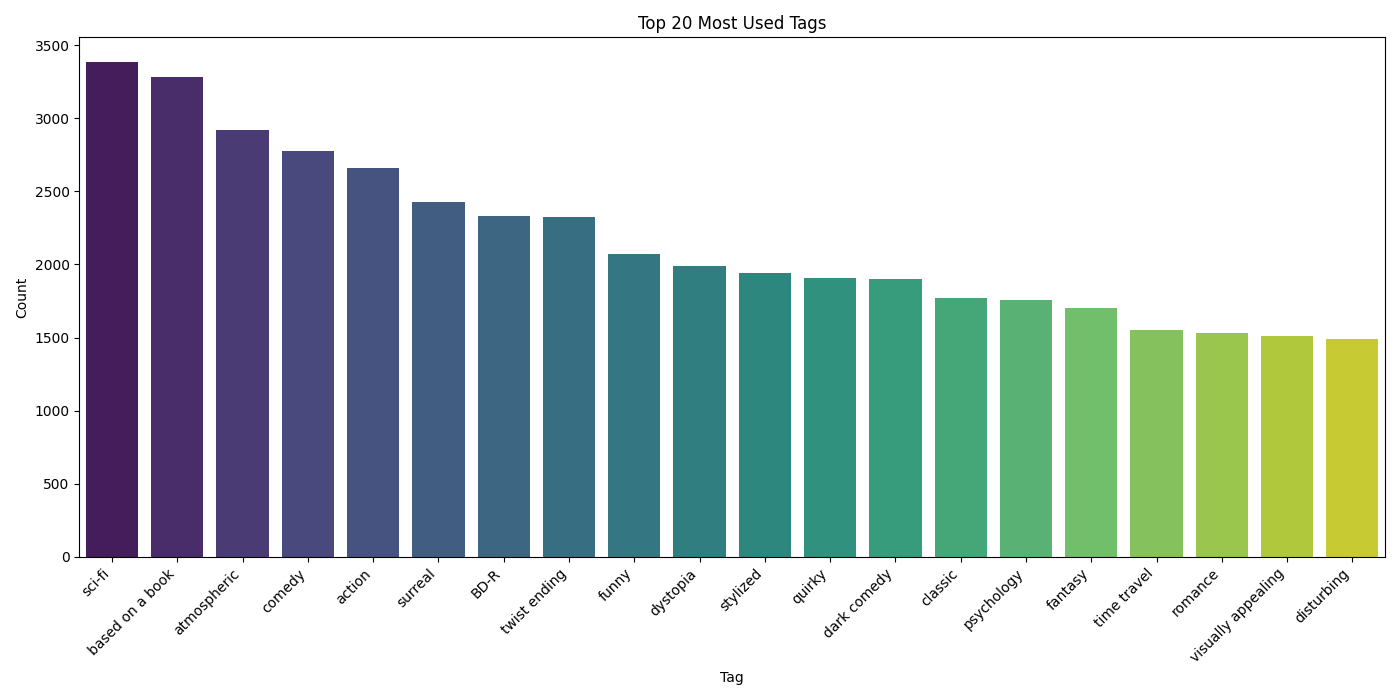 Top 20 Most Used Tags
3500
3000
2500
2000
1500
1000
500
0
Count
sci-fi
based on a book
atmospheric
comedy
action
surreal
BD-R
twist ending
funny
dystopia
stylized
quirky
dark comedy
classic
psychology
fantasy
time travel
romance
visually appealing
disturbing
Tag